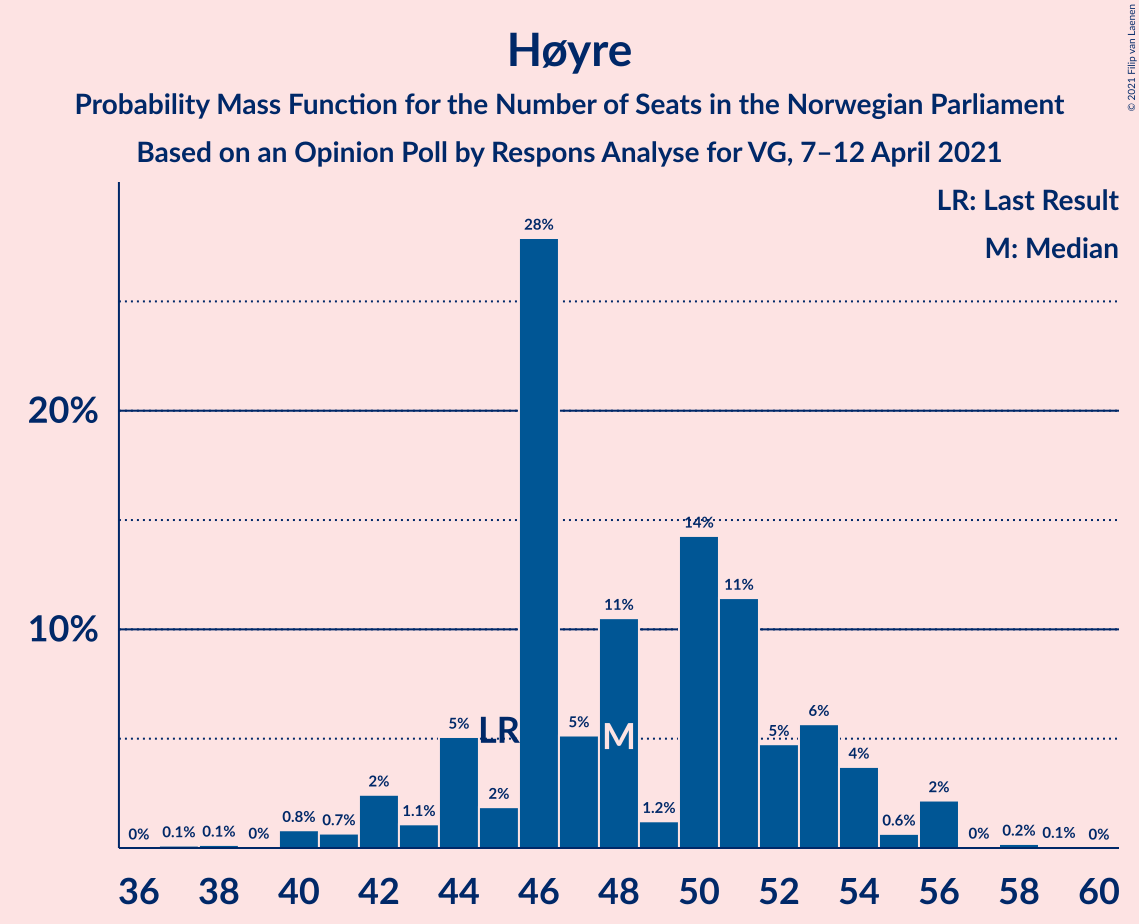 Høyre
Probability Mass Function for the Number of Seats in the Norwegian Parliament
Based on an Opinion Poll by Respons Analyse for VG, 7–12 April 2021
© 2021 Filip van Laenen
LR: Last Result
M: Median
20%
10%
0% 0.1% 0.1% 0% 0.8% 0.7% 2% 1.1% 5% 2% 28% 5% 11% 1.2% 14% 11% 5% 6% 4% 0.6% 2% 0% 0.2% 0.1% 0%
LR M
36 38 40 42 44 46 48 50 52 54 56 58 60